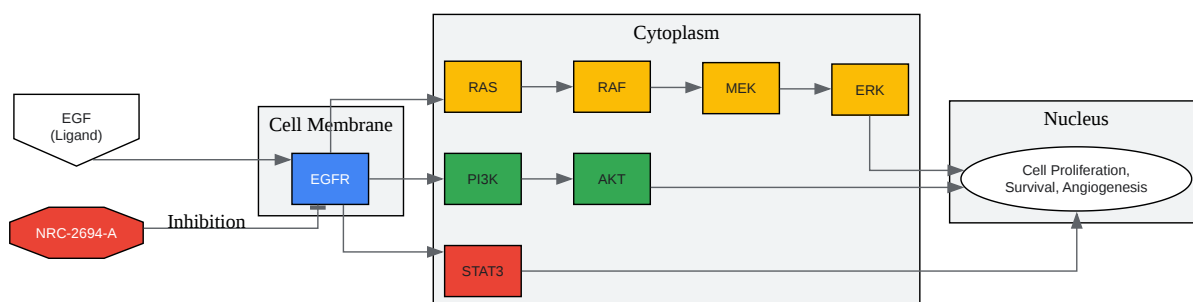 Cytoplasm
RAS
RAF
MEK
ERK
EGF
(Ligand)
Cell Membrane
Nucleus
EGFR
PI3K
AKT
Cell Proliferation,
Survival, Angiogenesis
NRC-2694-A
Inhibition
STAT3